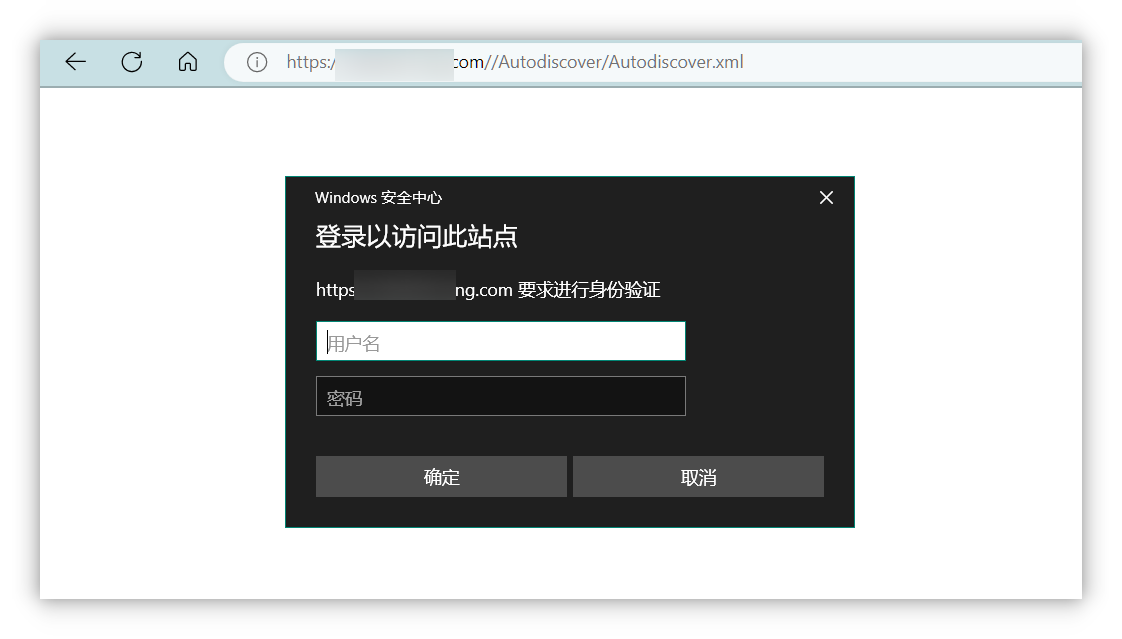 https:/ com//Autodiscover/Autodiscover.xml
Windows 安全中心
登录以访问此站点
https ng.com 要求进行身份验证
用户名
密码
确定 取消